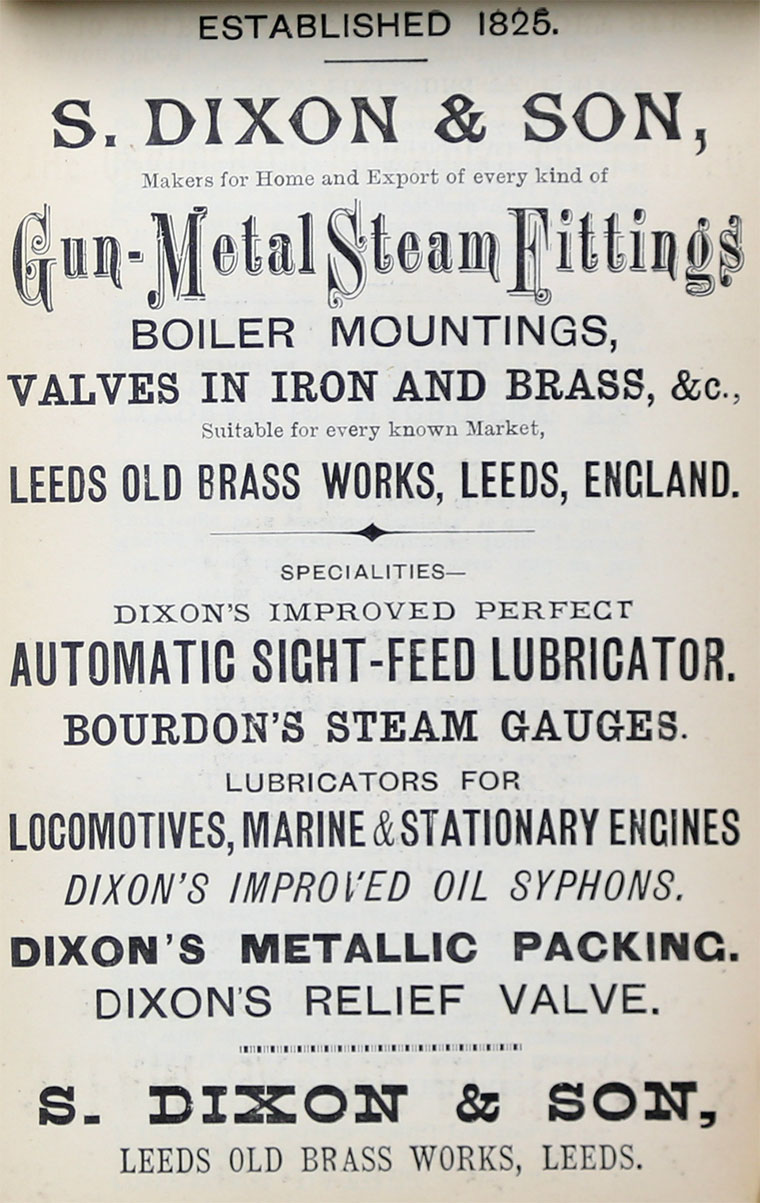 ESTABLISHED 1825.
S. DIXON & SON,
Makers for Home and Export of every kind of
Gun-Metal Steam Fittings
BOILER MOUNTINGS,
VALVES IN IRON AND BRASS, &c.,
Suitable for every known Market,
LEEDS OLD BRASS WORKS, LEEDS, ENGLAND.
SPECIALITIES—
DIXON'S IMPROVED PERFECT
AUTOMATIC SIGHT-FEED LUBRICATOR.
BOURDON'S STEAM GAUGES.
LUBRICATORS FOR
LOCOMOTIVES, MARINE & STATIONARY ENGINES
DIXON'S IMPROVED OIL SYPHONS.
DIXON'S METALLIC PACKING.
DIXON'S RELIEF VALVE.
S. DIXON & SON,
LEEDS OLD BRASS WORKS, LEEDS.